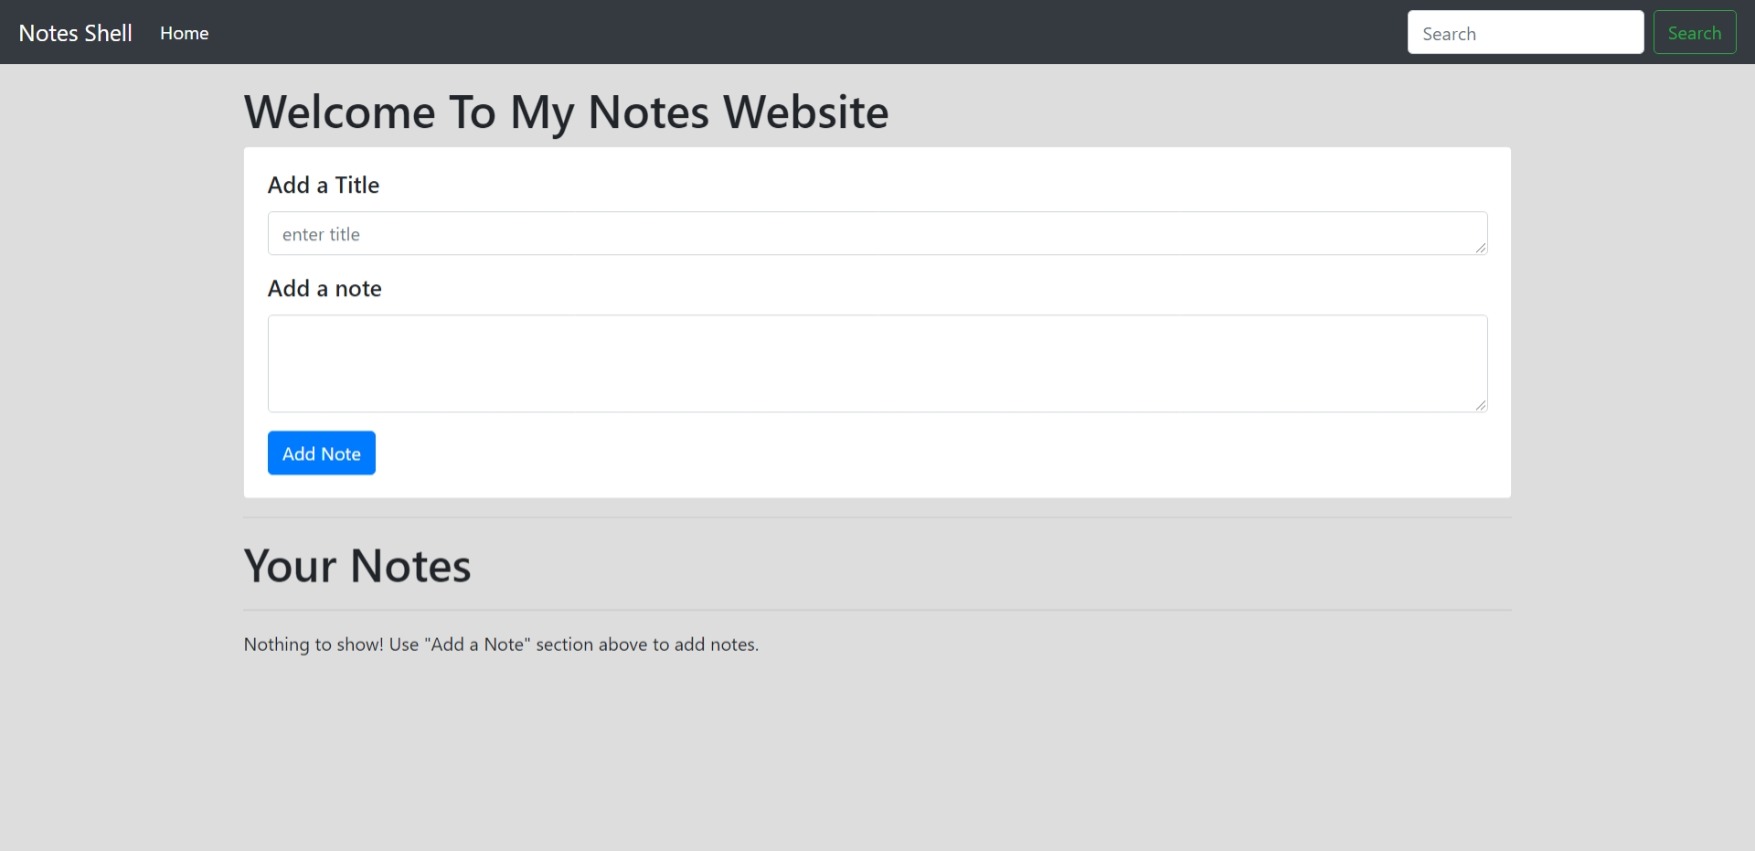 Notes Shell Home Search Search
Welcome To My Notes Website
Add a Title
enter title
Add a note
Add Note
Your Notes
Nothing to show! Use "Add a Note" section above to add notes.